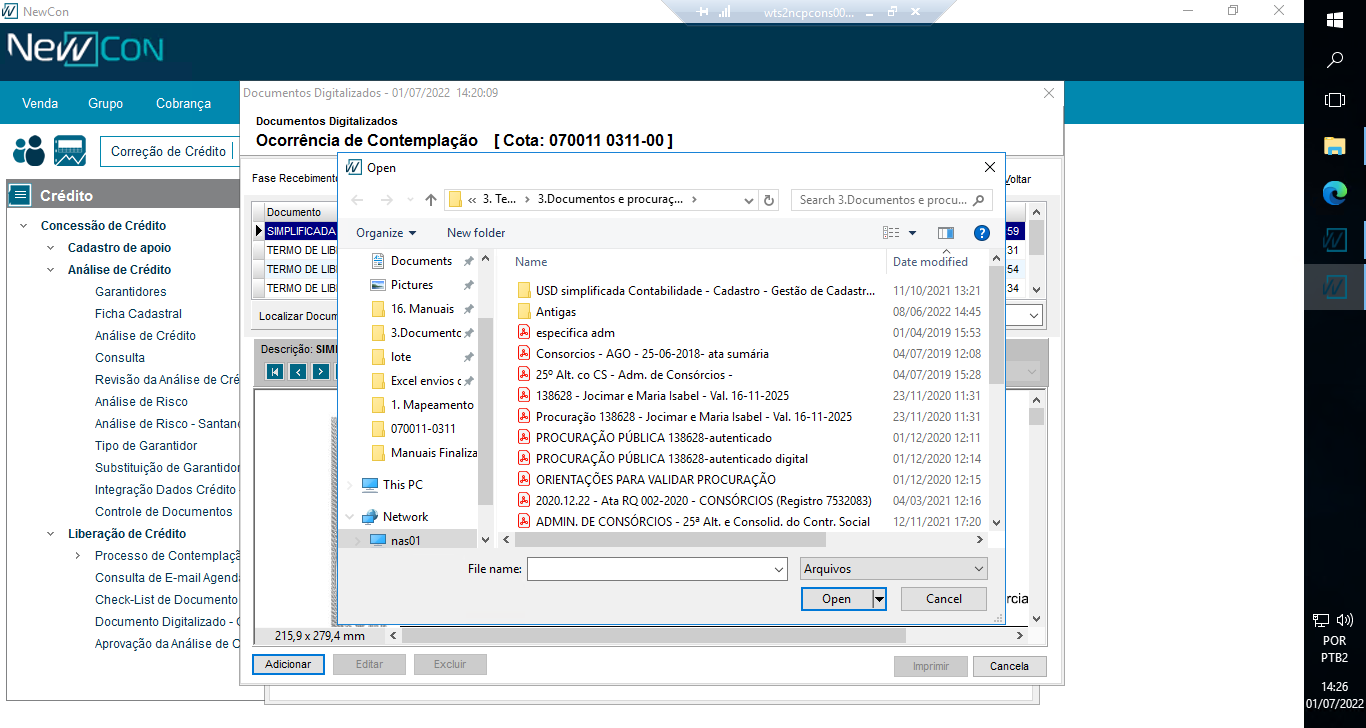 NewCon
wts2ncpcons00...
NEWCON
Venda
Grupo
Cobrança
Correção de Crédito
Crédito
Concessão de Crédito
Cadastro de apoio
Análise de Crédito
Garantidores
Ficha Cadastral
Análise de Crédito
Consulta
Revisão da Análise de Cré
Análise de Risco
Análise de Risco - Santand
Tipo de Garantidor
Substituição de Garantidor
Integração Dados Crédito
Controle de Documentos
Liberação de Crédito
Processo de Contemplaçã
Consulta de E-mail Agenda
Check-List de Documento
Documento Digitalizado -
Aprovação da Análise de C
Documentos Digitalizados - 01/07/2022 14:20:09
Documentos Digitalizados
Ocorrência de Contemplação [ Cota: 070011 0311-00 ]
Fase Recebimento
Voltar
Documento
SIMPLIFICADA
59
TERMO DE LIBE
31
TERMO DE LIBE
54
TERMO DE LIBE
34
Localizar Docum
Descrição: SIMI
Open
« 3. Te... > 3.Documentos e procuraç... >
Search 3.Documentos e procu...
Organize
New folder
Documents
Pictures
16. Manuais
3.Documentc
lote
Excel envios c
1. Mapeamento
070011-0311
Manuais Finaliza
This PC
Network
nas01
Name
Date modified
USD simplificada Contabilidade - Cadastro - Gestão de Cadastr...
11/10/2021 13:21
Antigas
08/06/2022 14:45
especifica adm
01/04/2019 15:53
Consorcios - AGO - 25-06-2018- ata sumária
04/07/2019 12:08
25º Alt. co CS - Adm. de Consórcios -
04/07/2019 15:28
138628 - Jocimar e Maria Isabel - Val. 16-11-2025
23/11/2020 11:31
Procuração 138628 - Jocimar e Maria Isabel - Val. 16-11-2025
23/11/2020 11:31
PROCURAÇÃO PÚBLICA 138628-autenticado
01/12/2020 12:11
PROCURAÇÃO PÚBLICA 138628-autenticado digital
01/12/2020 12:14
ORIENTAÇÕES PARA VALIDAR PROCURAÇÃO
01/12/2020 12:15
2020.12.22 - Ata RQ 002-2020 - CONSÓRCIOS (Registro 7532083)
04/03/2021 12:16
ADMIN. DE CONSÓRCIOS - 25ª Alt. e Consolid. do Contr. Social
12/11/2021 17:20
File name:
Arquivos
Open
Cancel
rcia
215,9 x 279,4 mm
Adicionar
Editar
Excluir
Imprimir
Cancela
POR
PTB2
14:26
01/07/2022